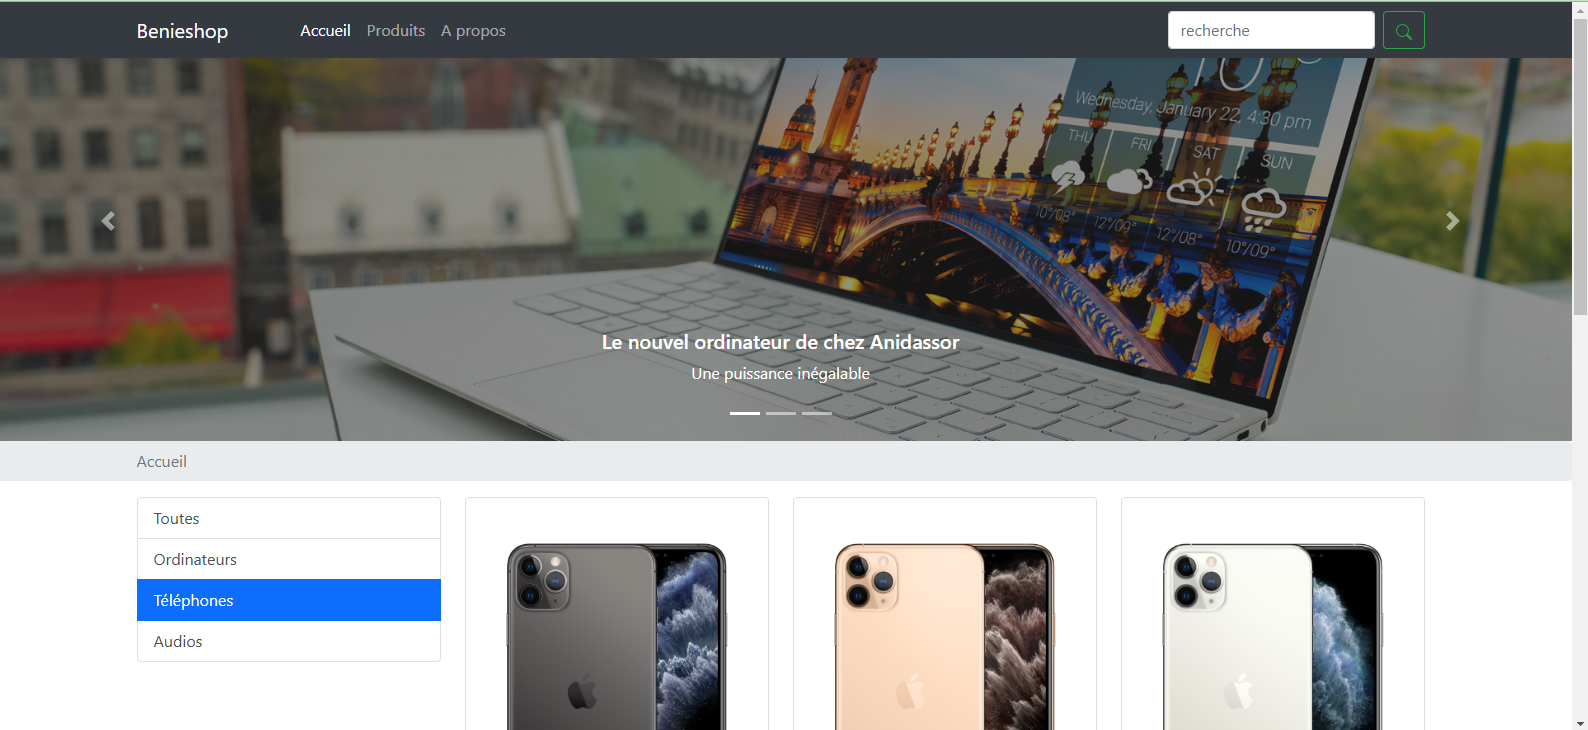 Benieshop Accueil Produits A propos recherche
Wednesday, January 22, 4:30 pm
THU FRI SAT SUN
10°/08° 12°/09° 12°/08° 10°/09°
Le nouvel ordinateur de chez Anidassor
Une puissance inégalable
Accueil
Toutes
Ordinateurs
Téléphones
Audios